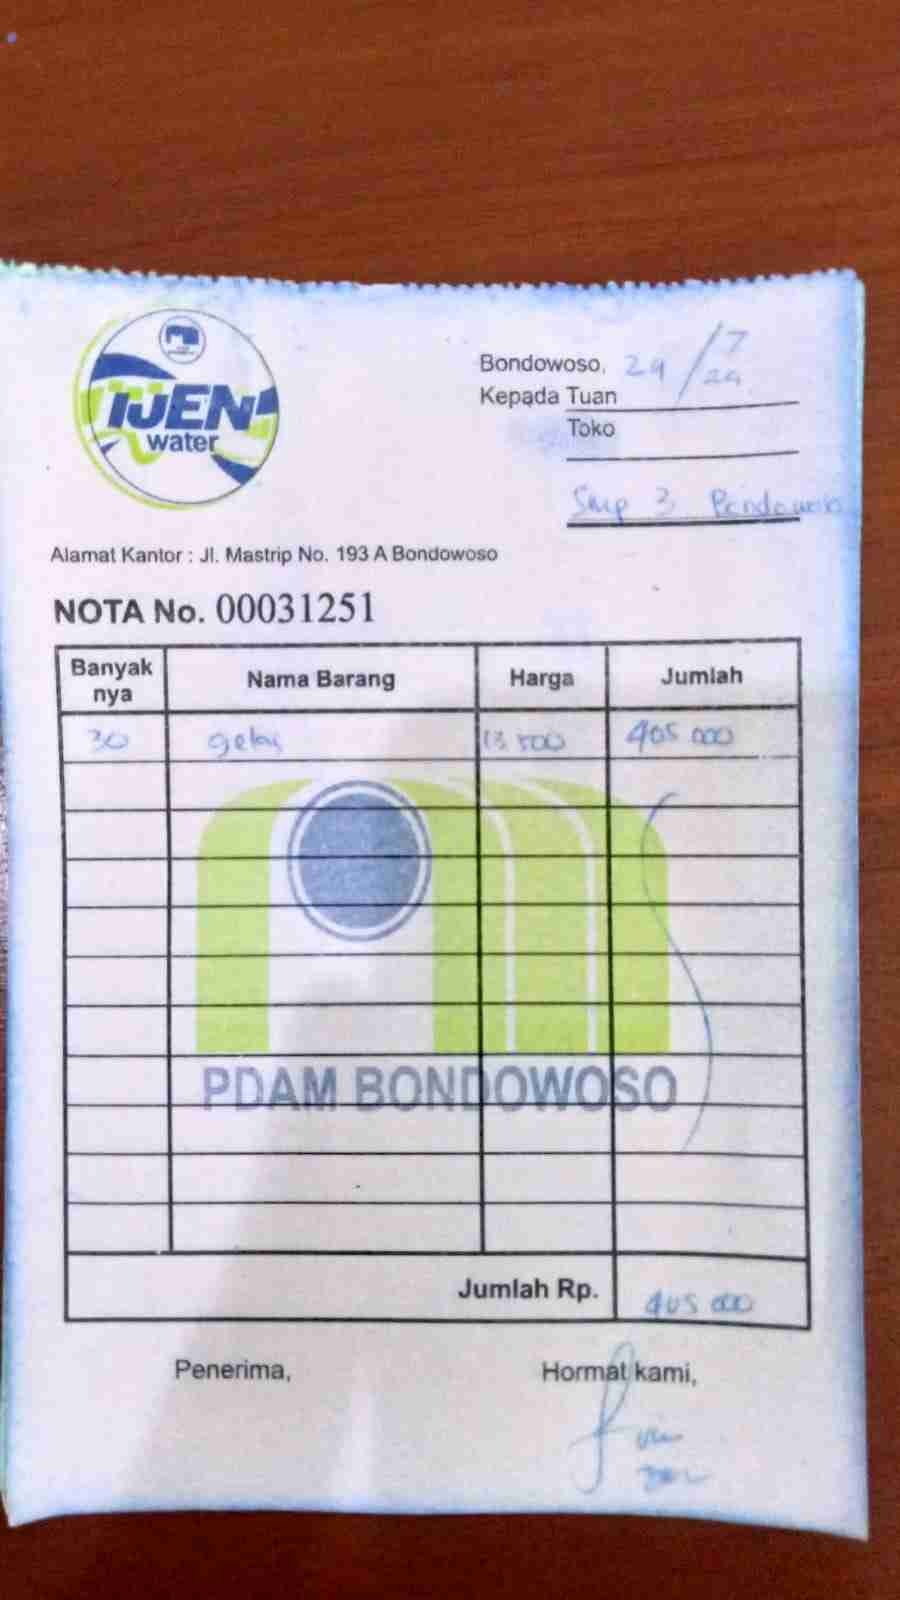 IJEN
water
Bondowoso, 29 / 7 / 24
Kepada Tuan
Toko
Smp 3 Bondowoso
Alamat Kantor : Jl. Mastrip No. 193 A Bondowoso
NOTA No. 00031251
Banyak nya Nama Barang Harga Jumlah
30 gelas 13 500 405 000
PDAM BONDOWOSO
Jumlah Rp. 405 000
Penerima, Hormat kami,